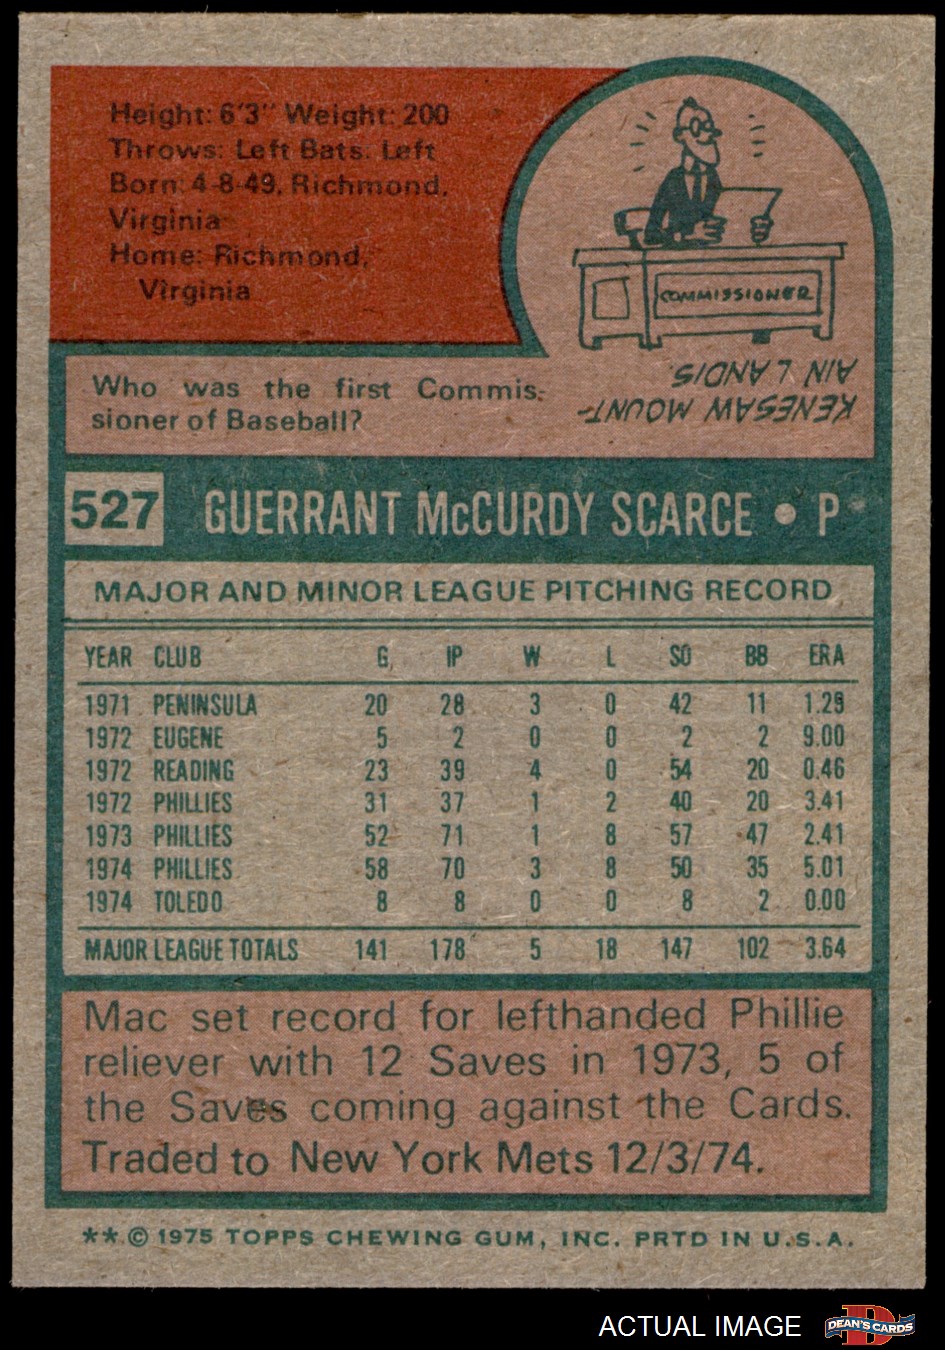 Height: 6'3" Weight: 200
Throws: Left Bats: Left
Born: 4-8-49, Richmond,
Virginia
Home: Richmond,
Virginia
COMMISSIONER
KENESAW MOUNT-
AIN LANDIS.
Who was the first Commis-
sioner of Baseball?
527 GUERRANT McCURDY SCARCE • P
MAJOR AND MINOR LEAGUE PITCHING RECORD
YEAR CLUB G. IP W L SO BB ERA
1971 PENINSULA 20 28 3 0 42 11 1.29
1972 EUGENE 5 2 0 0 2 2 9.00
1972 READING 23 39 4 0 54 20 0.46
1972 PHILLIES 31 37 1 2 40 20 3.41
1973 PHILLIES 52 71 1 8 57 47 2.41
1974 PHILLIES 58 70 3 8 50 35 5.01
1974 TOLEDO 8 8 0 0 8 2 0.00
MAJOR LEAGUE TOTALS 141 178 5 18 147 102 3.64
Mac set record for lefthanded Phillie
reliever with 12 Saves in 1973, 5 of
the Saves coming against the Cards.
Traded to New York Mets 12/3/74.
** © 1975 TOPPS CHEWING GUM, INC. PRTD IN U.S.A.
ACTUAL IMAGE
DEAN'S CARDS